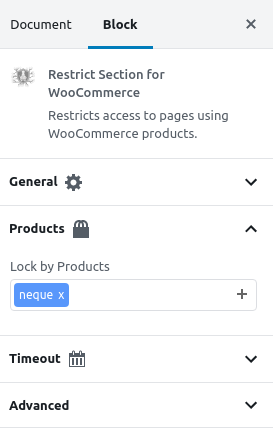 Document Block ×
Restrict Section for
WooCommerce
Restricts access to pages using
WooCommerce products.
General
Products
Lock by Products
neque x +
Timeout
Advanced